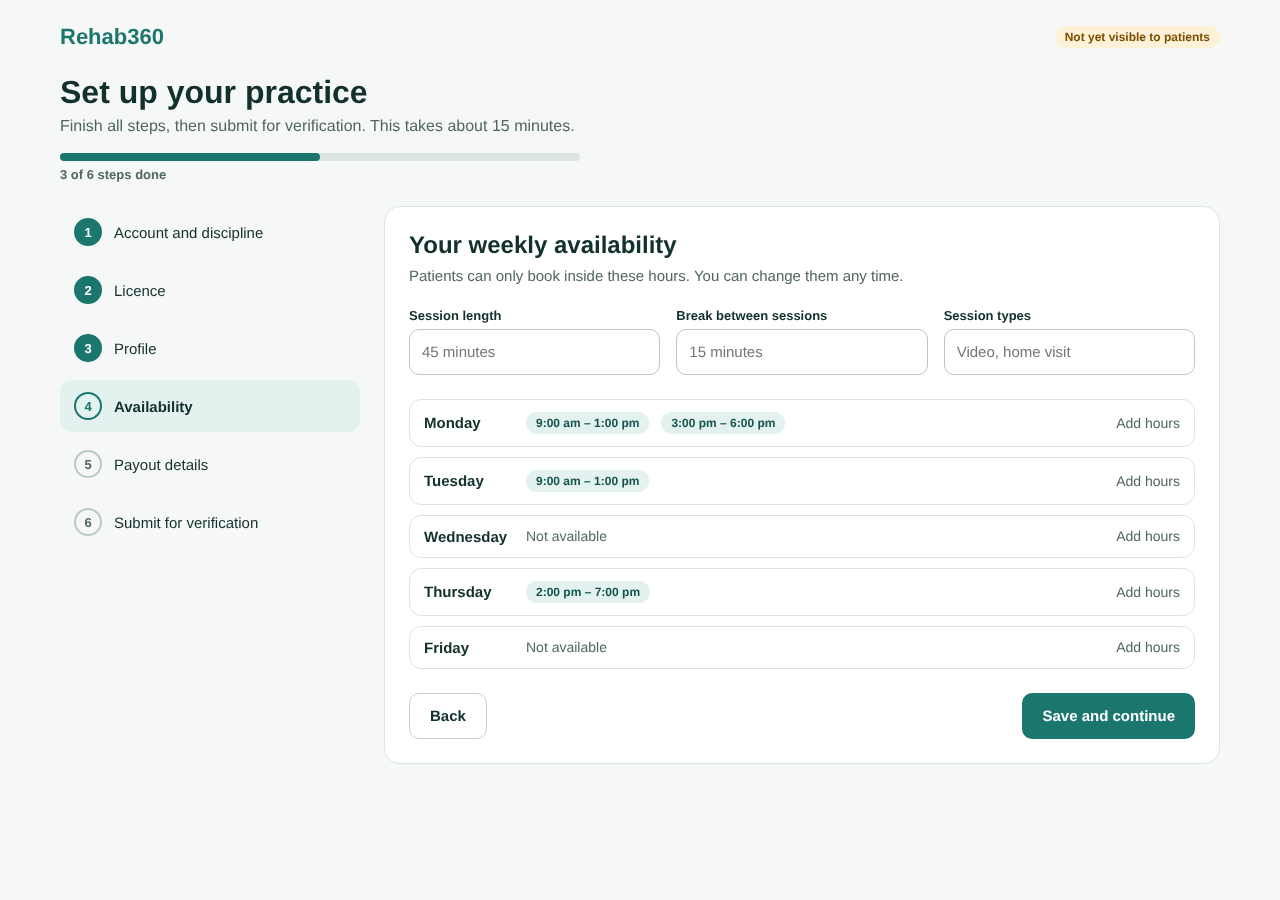 Rehab360
Not yet visible to patients
Set up your practice
Finish all steps, then submit for verification. This takes about 15 minutes.
3 of 6 steps done
1 Account and discipline
2 Licence
3 Profile
4 Availability
5 Payout details
6 Submit for verification
Your weekly availability
Patients can only book inside these hours. You can change them any time.
Session length
45 minutes
Break between sessions
15 minutes
Session types
Video, home visit
Monday 9:00 am – 1:00 pm 3:00 pm – 6:00 pm Add hours
Tuesday 9:00 am – 1:00 pm Add hours
Wednesday Not available Add hours
Thursday 2:00 pm – 7:00 pm Add hours
Friday Not available Add hours
Back
Save and continue